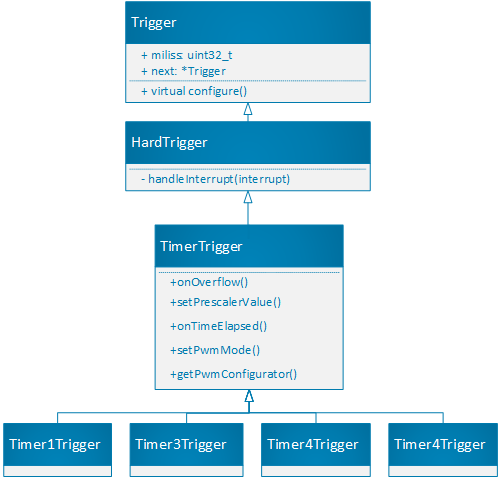 Trigger
+ miliss: uint32_t
+ next: *Trigger
+ virtual configure()
HardTrigger
- handleInterrupt(interrupt)
TimerTrigger
+onOverflow()
+setPrescalerValue()
+onTimeElapsed()
+setPwmMode()
+getPwmConfigurator()
Timer1Trigger
Timer3Trigger
Timer4Trigger
Timer4Trigger